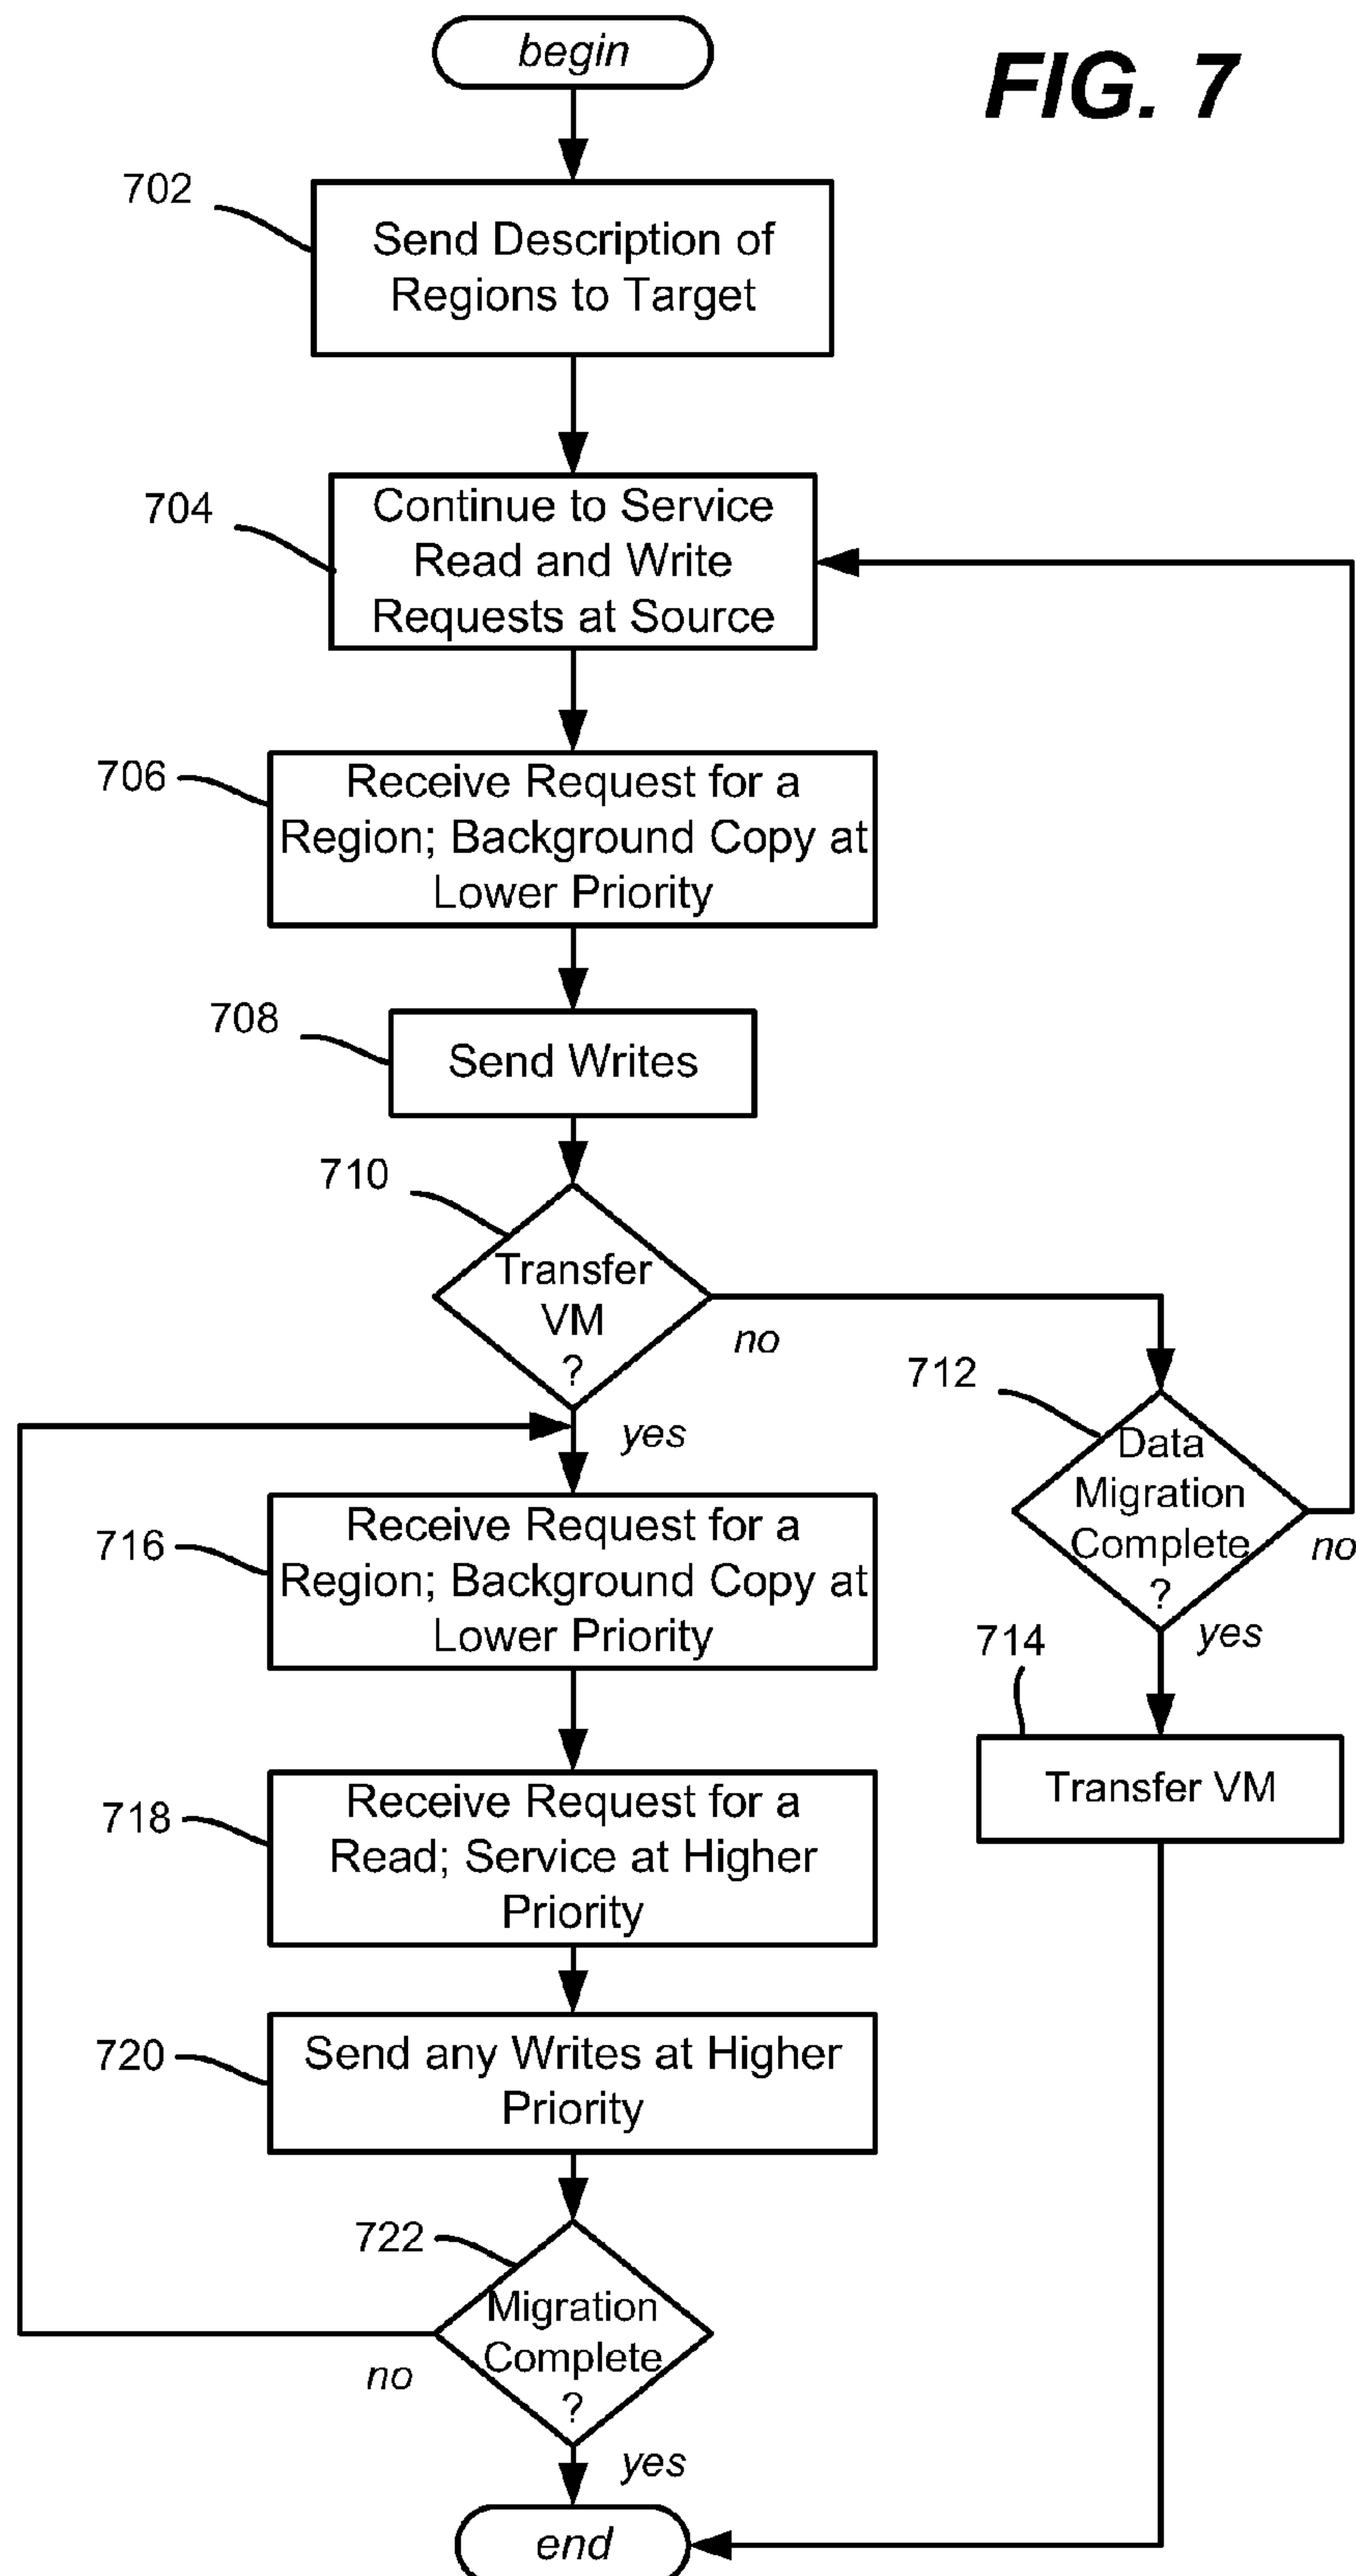 begin
FIG. 7
702
Send Description of
Regions to Target
704
Continue to Service
Read and Write
Requests at Source
706
Receive Request for a
Region; Background Copy at
Lower Priority
708
Send Writes
710
Transfer
VM
?
no
yes
712
Data
Migration
Complete
?
no
yes
714
Transfer VM
716
Receive Request for a
Region; Background Copy at
Lower Priority
718
Receive Request for a
Read; Service at Higher
Priority
720
Send any Writes at Higher
Priority
722
Migration
Complete
?
no
yes
end